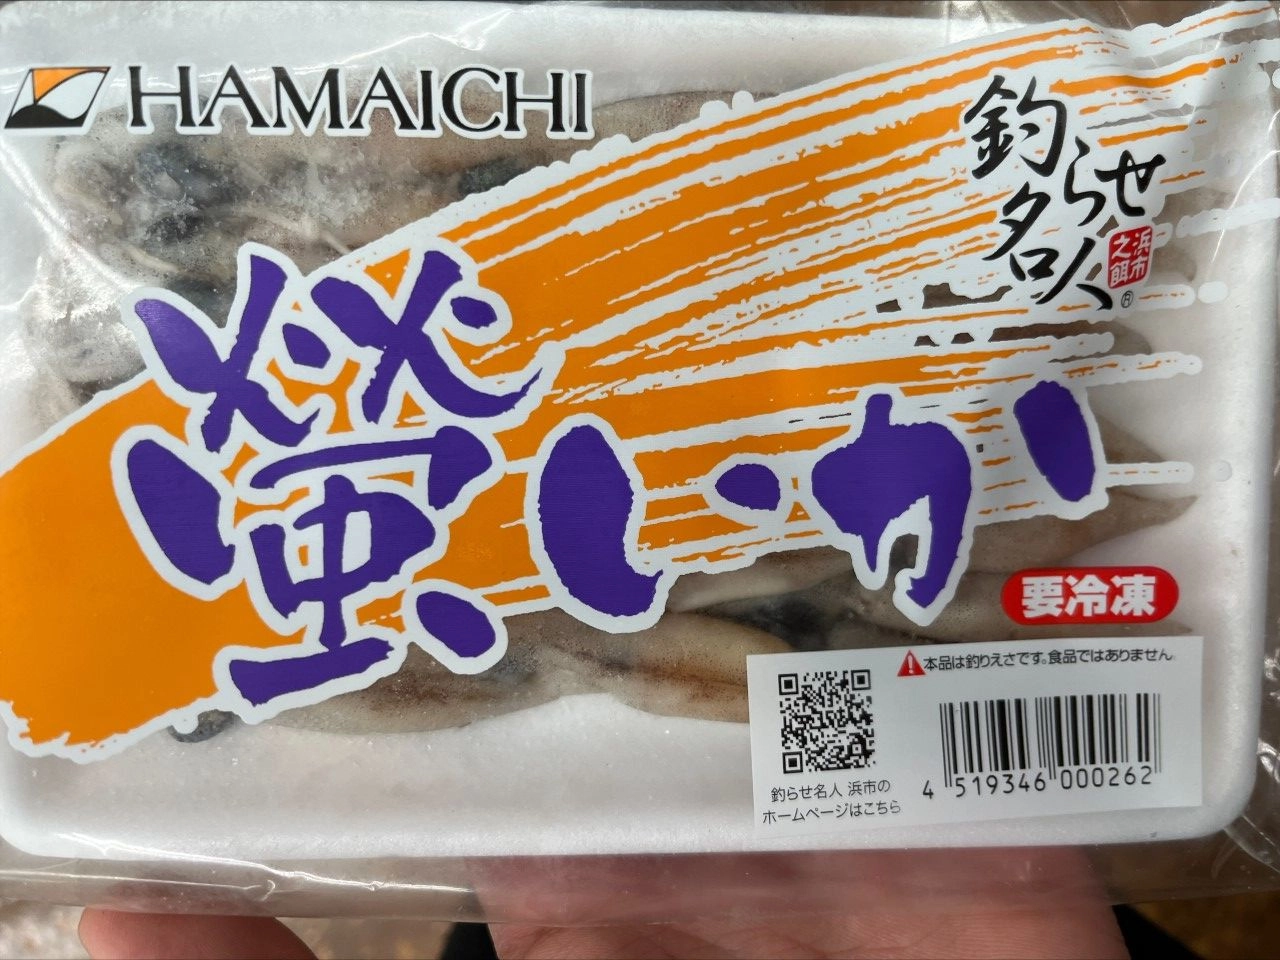 HAMAICHI
釣らせ名人
浜市之餌
®
螢いか
要冷凍
本品は釣りえさです。食品ではありません。
釣らせ名人 浜市の
ホームページはこちら
4 519346 000262